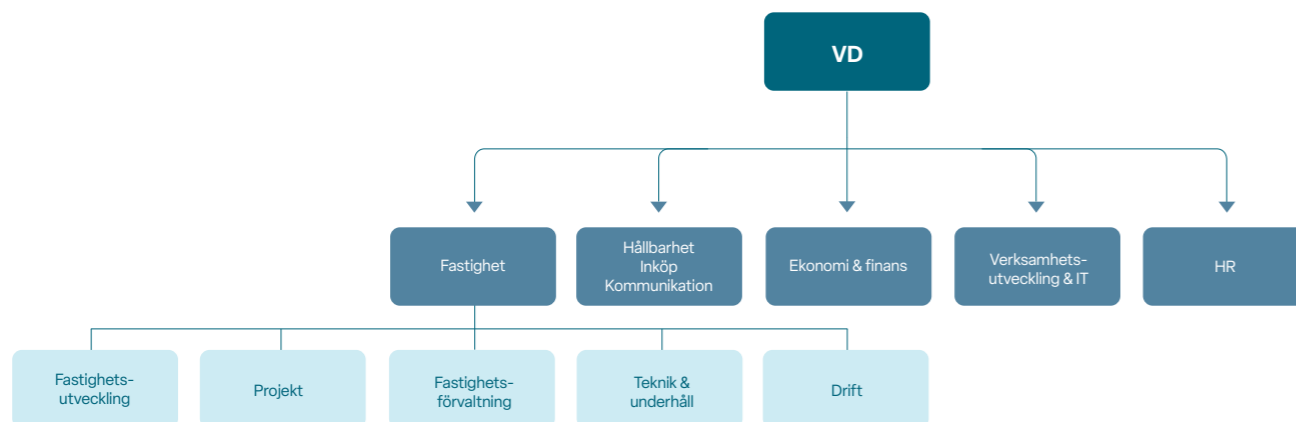 VD
Fastighet
Hållbarhet
Inköp
Kommunikation
Ekonomi & finans
Verksamhets-
utveckling & IT
HR
Fastighets-
utveckling
Projekt
Fastighets-
förvaltning
Teknik &
underhåll
Drift